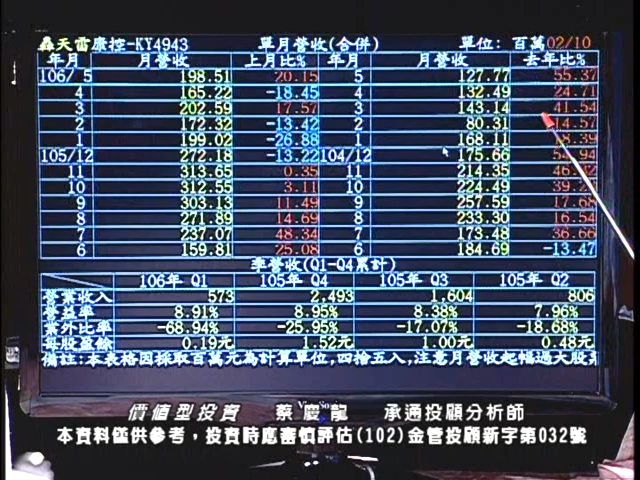 轟天雷康控-KY4943 單月營收(合併) 單位: 百萬02/10
年月 月營收 上月比% 年月 月營收 去年比%
106/ 5 198.51 20.15 5 127.77 55.37
4 165.22 -18.45 4 132.49 24.71
3 202.59 17.57 3 143.14 41.54
2 172.32 -13.42 2 80.31 14.57
1 199.02 -26.88 1 168.11 18.39
105/12 272.18 -13.22 104/12 175.66 54.94
11 313.65 0.35 11 214.35
10 312.55 3.11 10 224.49
9 303.13 11.49 9 257.59 17.68
8 271.89 14.69 8 233.30 16.54
7 237.07 48.34 7 173.48 36.66
6 159.81 25.08 6 184.69 -13.47
季營收(Q1-Q4累計)
106年 Q1 105年 Q4 105年 Q3 105年 Q2
營業收入 573 2,493 1,604 806
營益率 8.91% 8.95% 8.38% 7.96%
業外比率 -68.94% -25.95% -17.07% -18.68%
每股盈餘 0.19元 1.52元 1.00元 0.48元
備註:本表格因採取百萬元為計算單位,四捨五入,注意月營收起幅過大股
ViewSonic
價值型投資 蔡慶龍 承通投顧分析師
本資料僅供參考，投資時應審慎評估(102)金管投顧新字第032號